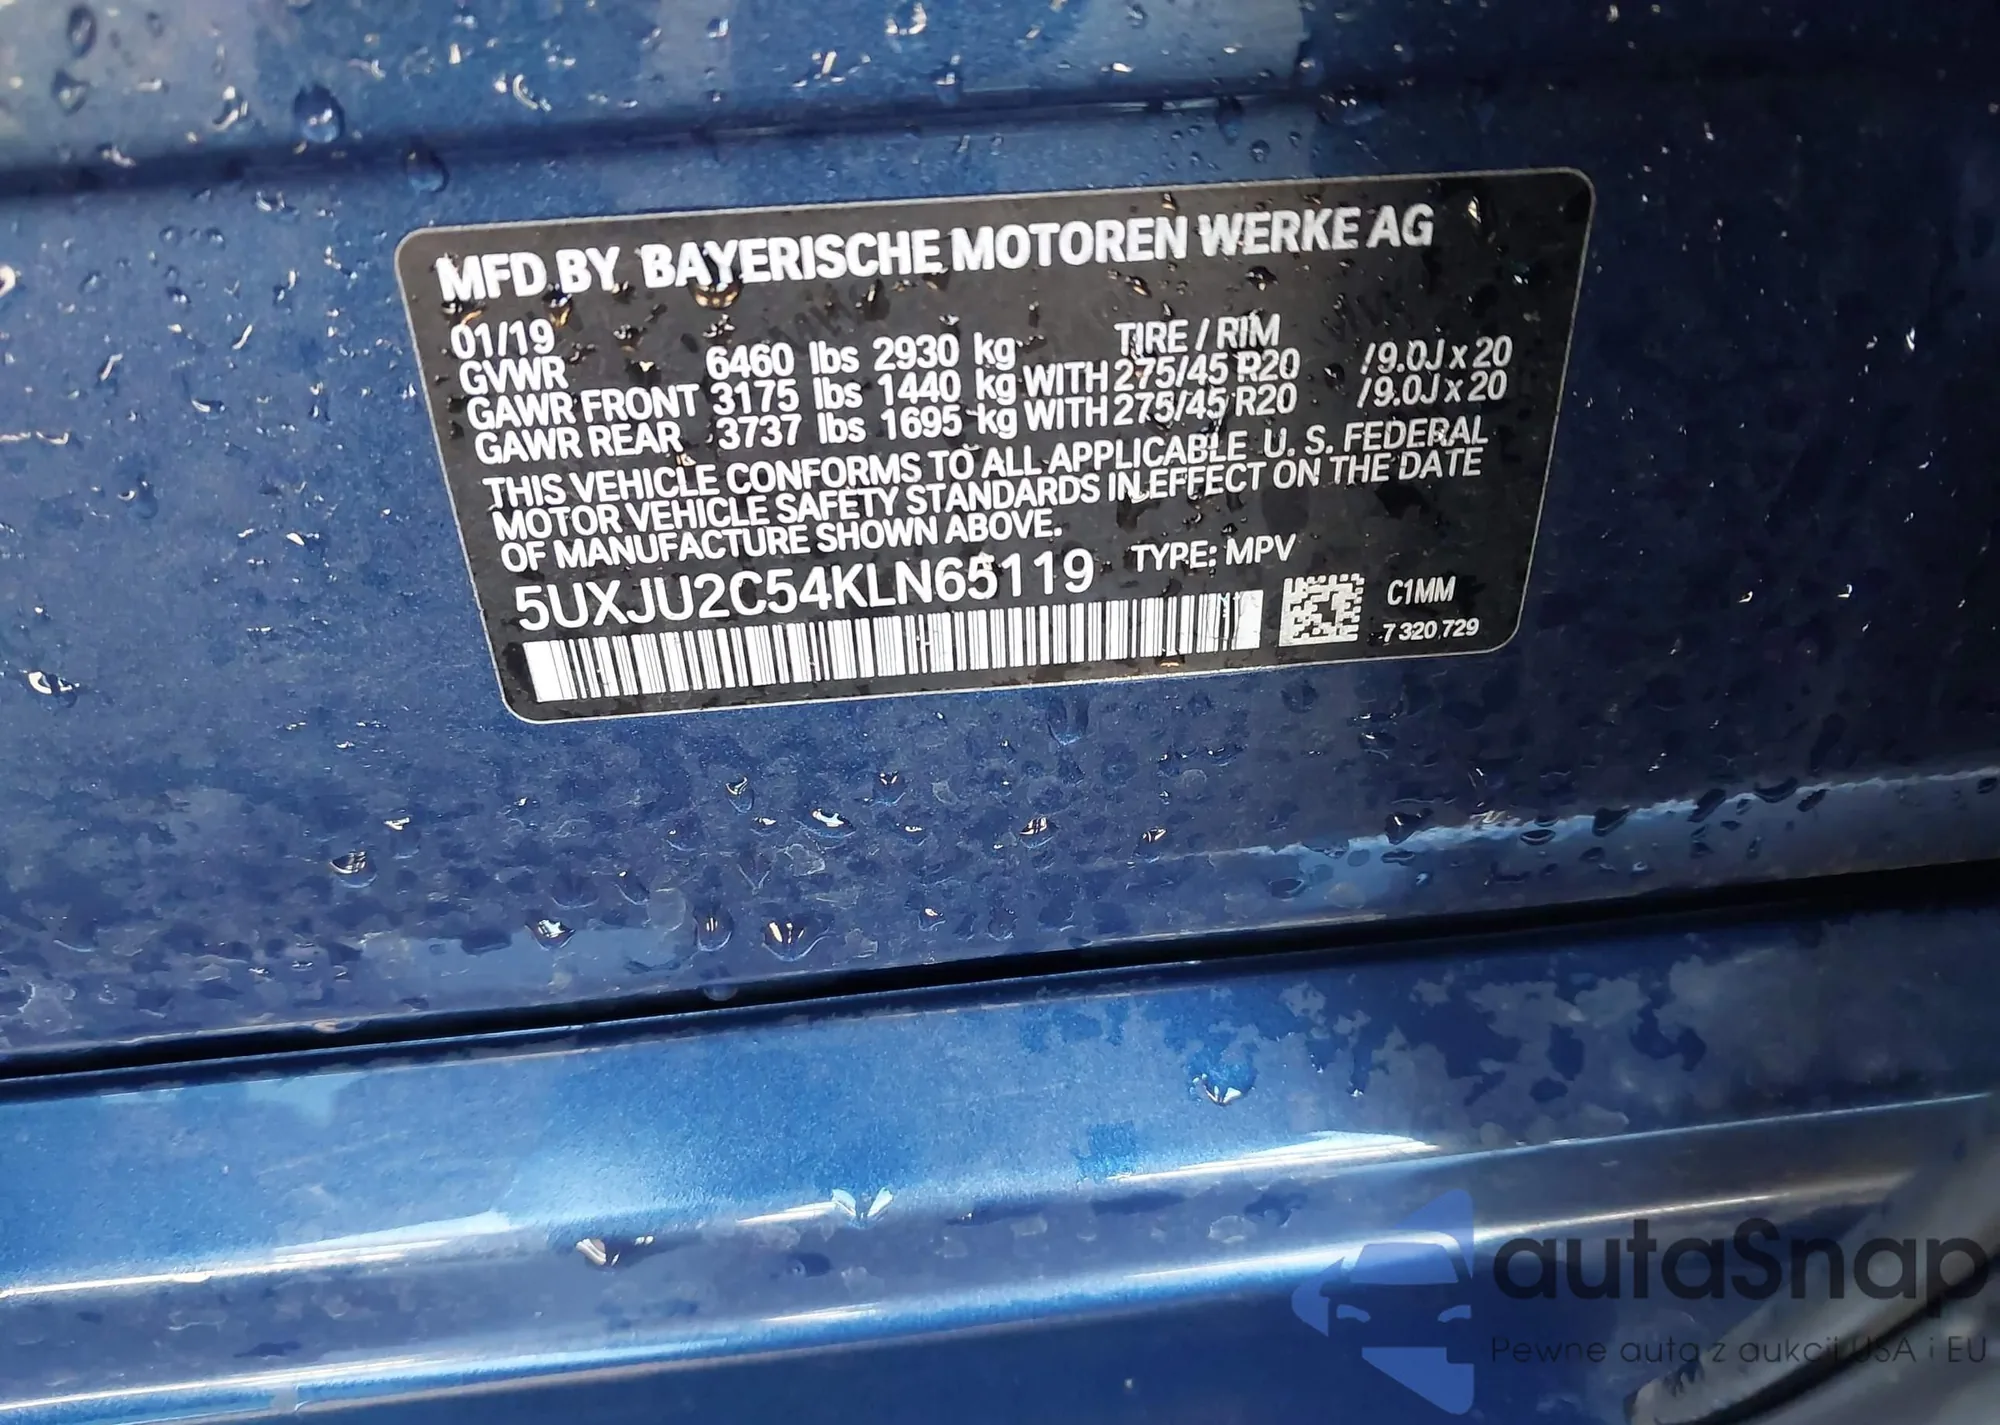 MFD BY BAYERISCHE MOTOREN WERKE AG
01/19 TIRE / RIM
GVWR 6460 lbs 2930 kg
GAWR FRONT 3175 lbs 1440 kg WITH 275/45 R20 /9.0J x 20
GAWR REAR 3737 lbs 1695 kg WITH 275/45 R20 /9.0J x 20
THIS VEHICLE CONFORMS TO ALL APPLICABLE U. S. FEDERAL
MOTOR VEHICLE SAFETY STANDARDS IN EFFECT ON THE DATE
OF MANUFACTURE SHOWN ABOVE.
5UXJU2C54KLN65119 TYPE: MPV
C1MM
7 320 729
autaSnap
Pewne auta z aukcji USA i EU